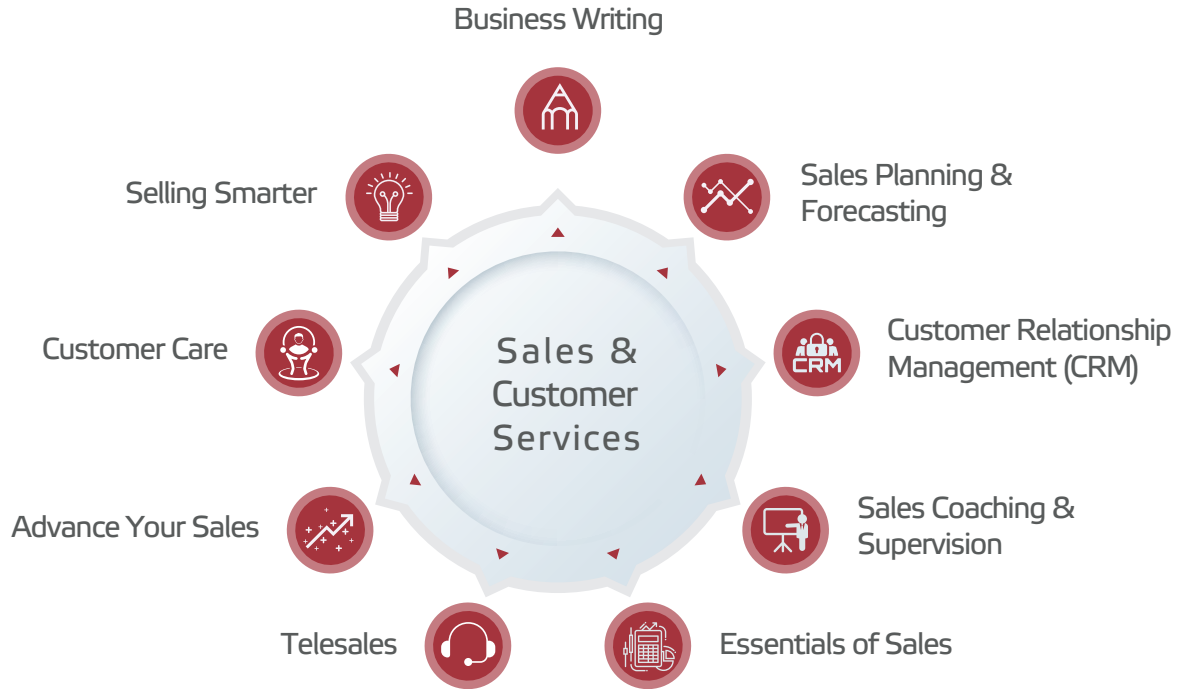 Business Writing
Selling Smarter
Sales Planning &
Forecasting
Customer Care
Sales &
Customer
Services
Customer Relationship
Management (CRM)
CRM
Advance Your Sales
Sales Coaching &
Supervision
Telesales
Essentials of Sales